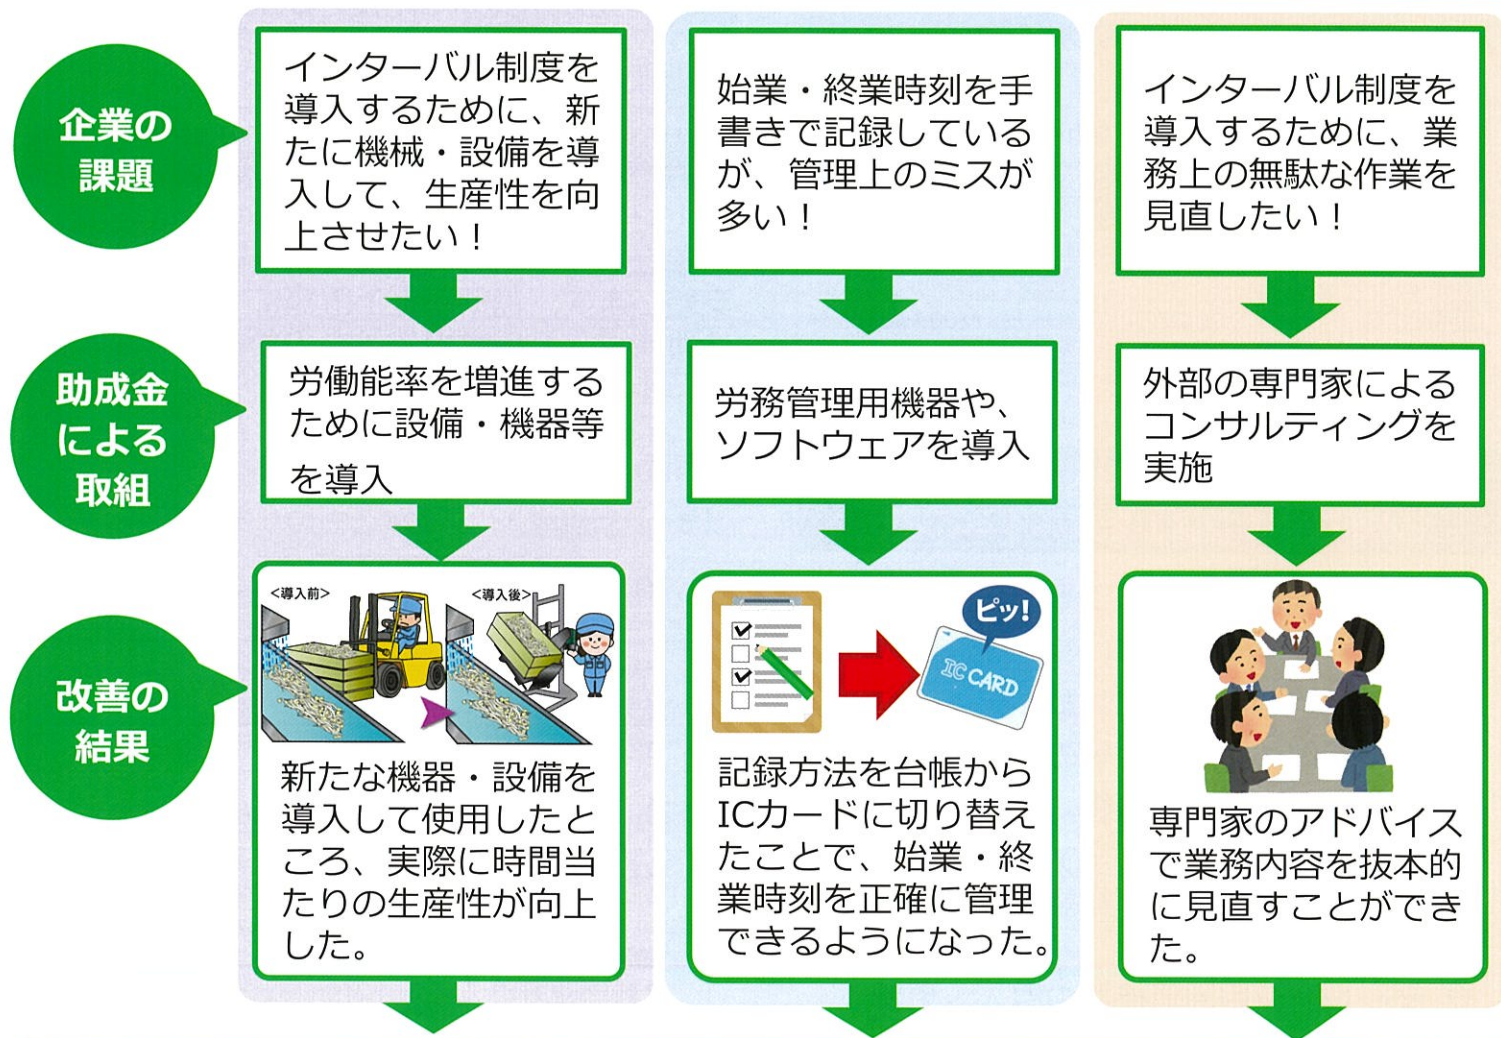 企業の
課題
インターバル制度を
導入するために、新
たに機械・設備を導
入して、生産性を向
上させたい！
始業・終業時刻を手
書きで記録している
が、管理上のミスが
多い！
インターバル制度を
導入するために、業
務上の無駄な作業を
見直したい！
助成金
による
取組
労働能率を増進する
ために設備・機器等
を導入
労務管理用機器や、
ソフトウェアを導入
外部の専門家による
コンサルティングを
実施
改善の
結果
<導入前>
<導入後>
新たな機器・設備を
導入して使用したと
ころ、実際に時間当
たりの生産性が向上
した。
ピッ!
IC CARD
記録方法を台帳から
ICカードに切り替え
たことで、始業・終
業時刻を正確に管理
できるようになった。
専門家のアドバイス
で業務内容を抜本的
に見直すことができ
た。